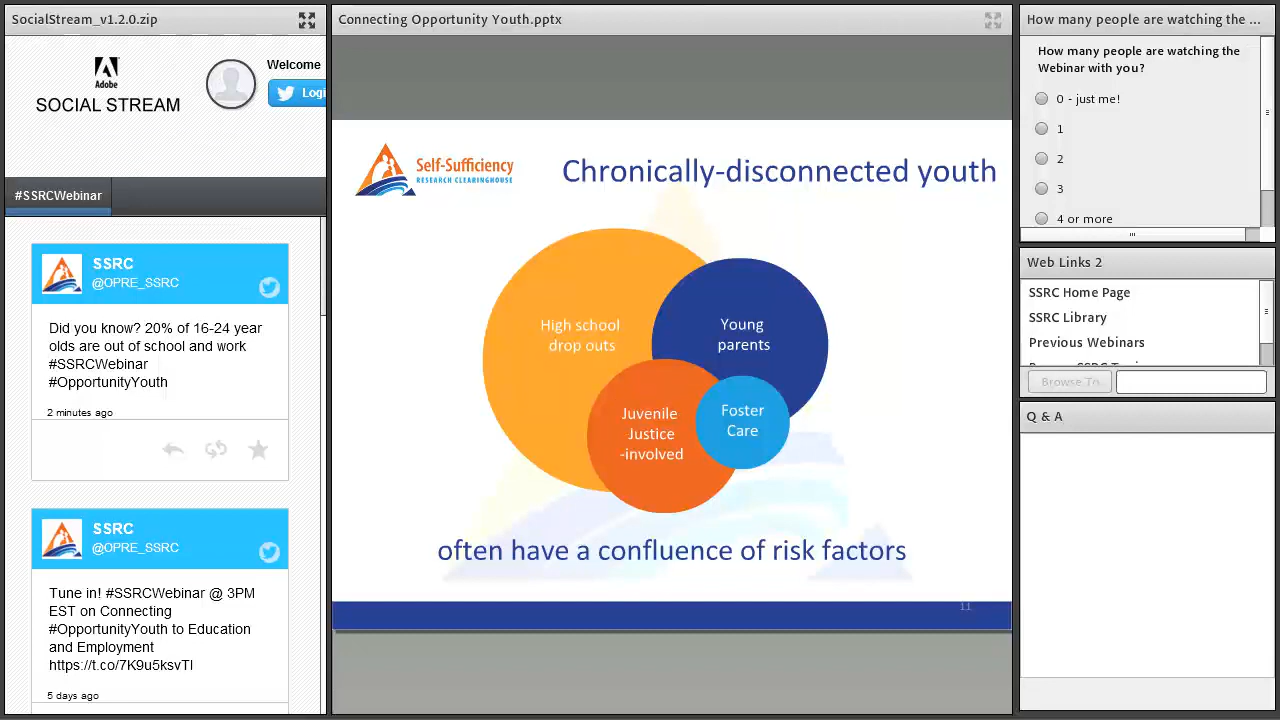 SocialStream_v1.2.0.zip
Adobe
SOCIAL STREAM
Welcome
Logi
#SSRCWebinar
SSRC
@OPRE_SSRC
Did you know? 20% of 16-24 year
olds are out of school and work
#SSRCWebinar
#OpportunityYouth
2 minutes ago
SSRC
@OPRE_SSRC
Tune in! #SSRCWebinar @ 3PM
EST on Connecting
#OpportunityYouth to Education
and Employment
5 days ago
Connecting Opportunity Youth.pptx
Self-Sufficiency
RESEARCH CLEARINGHOUSE
Chronically-disconnected youth
High school
drop outs
Young
parents
Juvenile
Justice
-involved
Foster
Care
often have a confluence of risk factors
11
How many people are watching the ...
How many people are watching the
Webinar with you?
0 - just me!
1
2
3
4 or more
Web Links 2
SSRC Home Page
SSRC Library
Previous Webinars
Browse To
Q & A